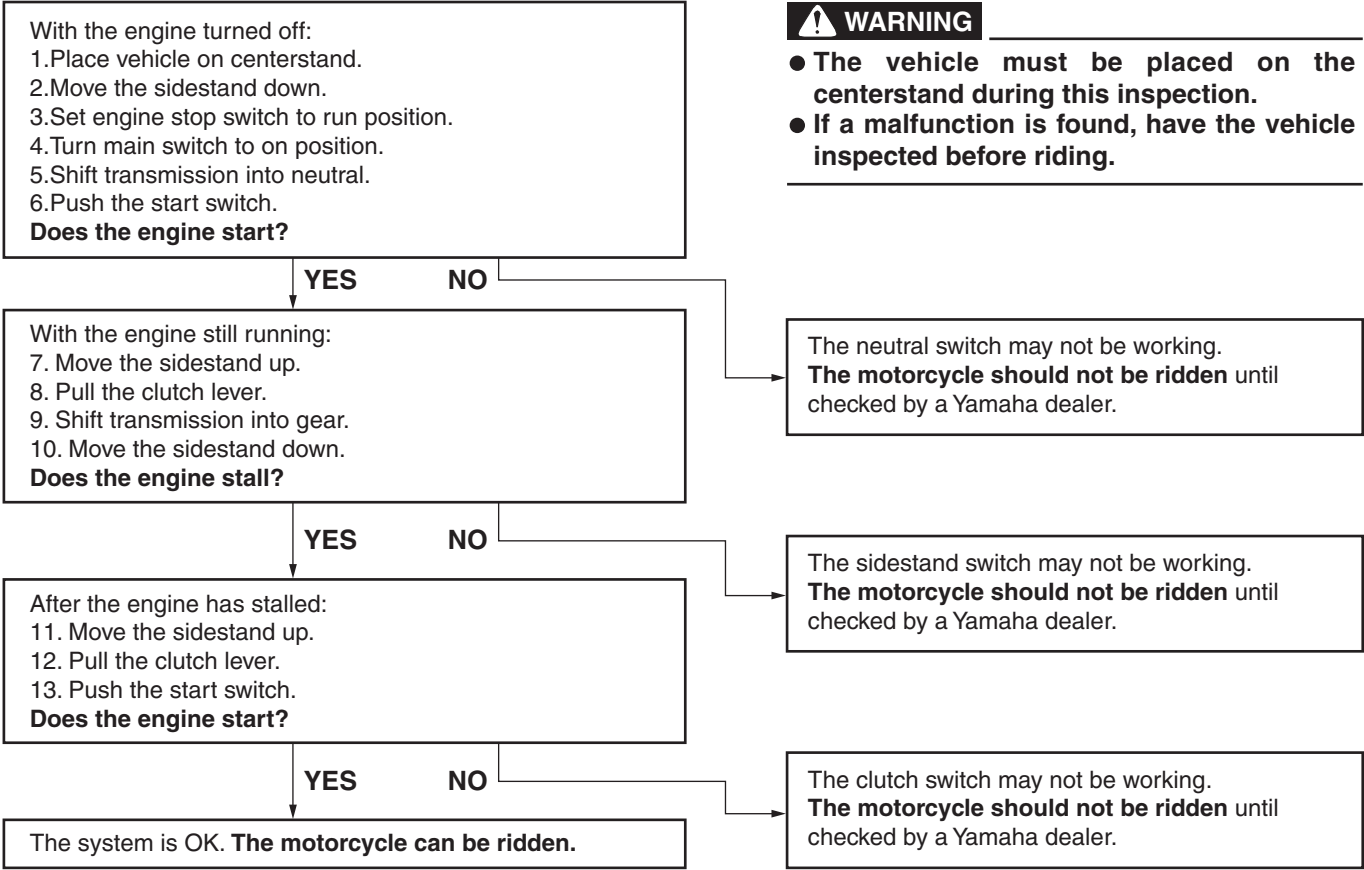 With the engine turned off:
1.Place vehicle on centerstand.
2.Move the sidestand down.
3.Set engine stop switch to run position.
4.Turn main switch to on position.
5.Shift transmission into neutral.
6.Push the start switch.
Does the engine start?
WARNING
● The vehicle must be placed on the
centerstand during this inspection.
● If a malfunction is found, have the vehicle
inspected before riding.
YES NO
With the engine still running:
7. Move the sidestand up.
8. Pull the clutch lever.
9. Shift transmission into gear.
10. Move the sidestand down.
Does the engine stall?
The neutral switch may not be working.
The motorcycle should not be ridden until
checked by a Yamaha dealer.
YES NO
After the engine has stalled:
11. Move the sidestand up.
12. Pull the clutch lever.
13. Push the start switch.
Does the engine start?
The sidestand switch may not be working.
The motorcycle should not be ridden until
checked by a Yamaha dealer.
YES NO
The system is OK. The motorcycle can be ridden.
The clutch switch may not be working.
The motorcycle should not be ridden until
checked by a Yamaha dealer.